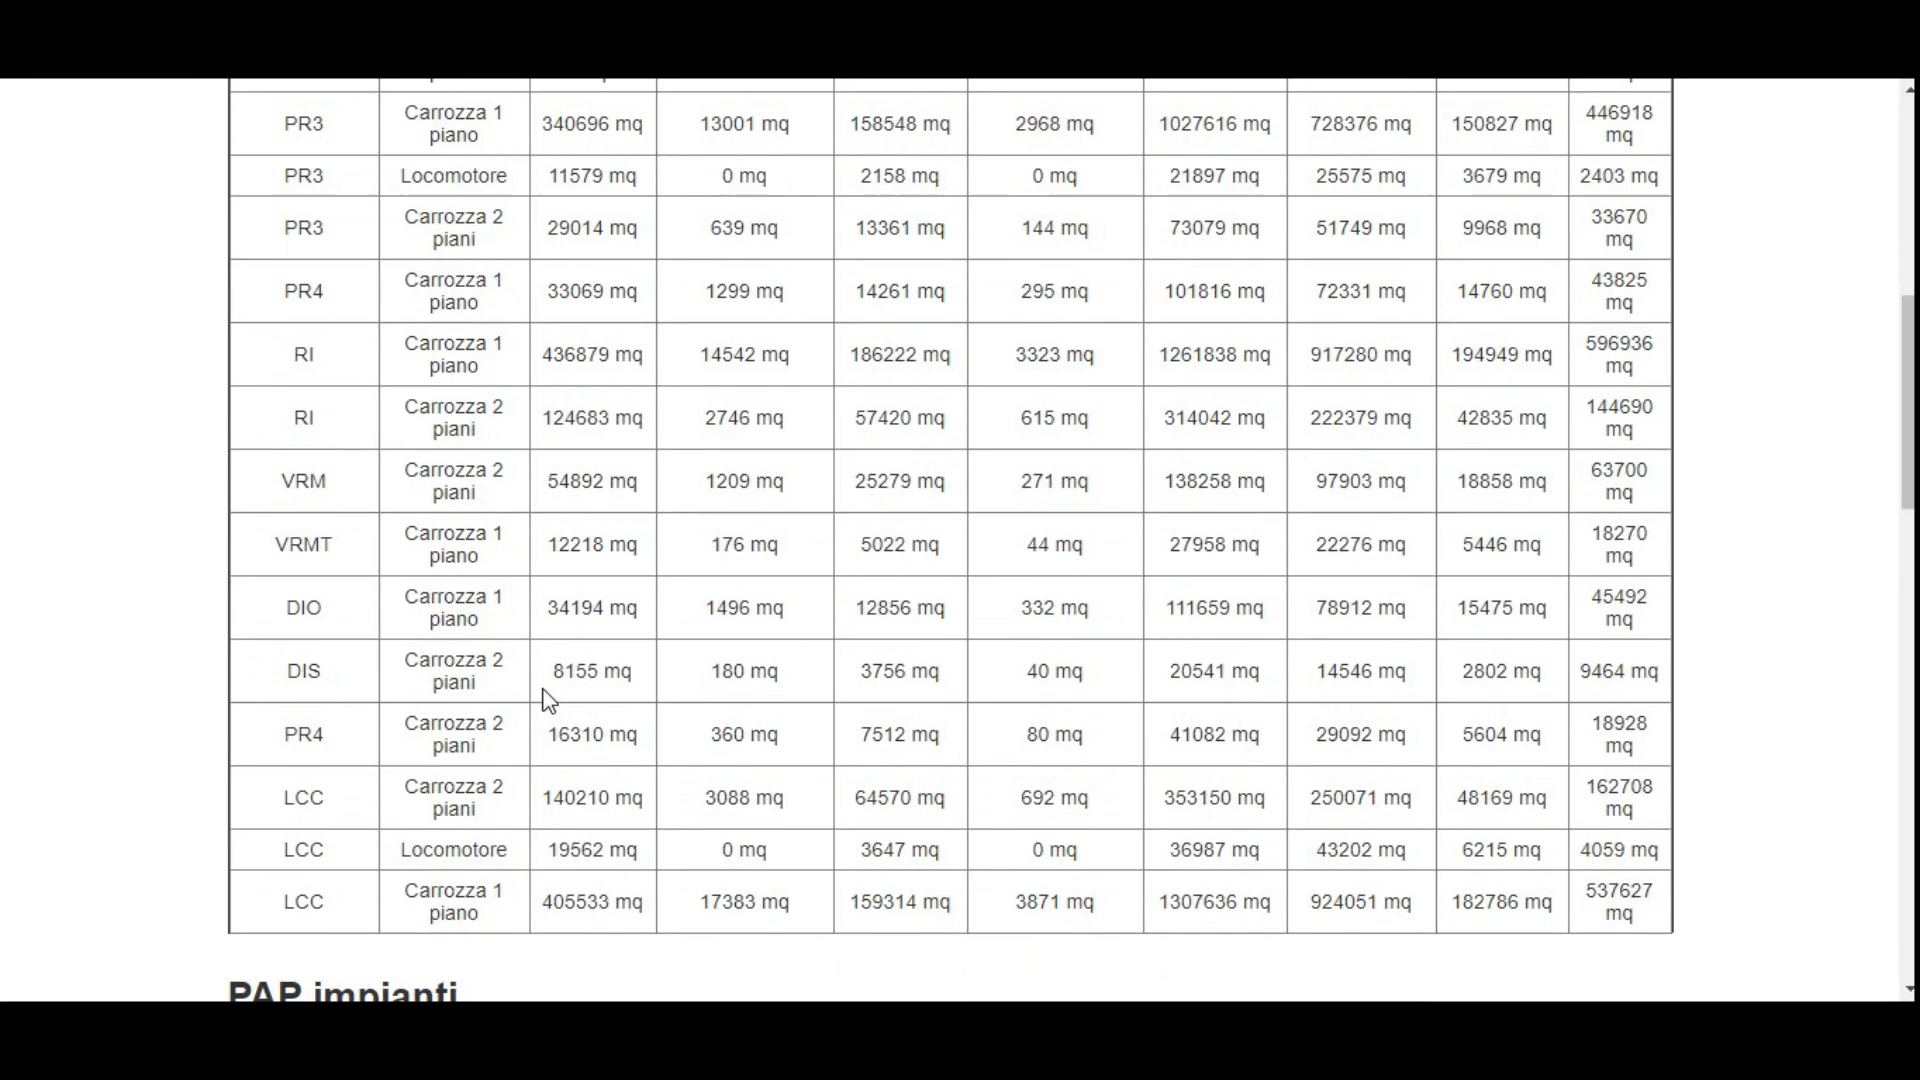 PR3 Carrozza 1 piano 340696 mq 13001 mq 158548 mq 2968 mq 1027616 mq 728376 mq 150827 mq 446918 mq
PR3 Locomotore 11579 mq 0 mq 2158 mq 0 mq 21897 mq 25575 mq 3679 mq 2403 mq
PR3 Carrozza 2 piani 29014 mq 639 mq 13361 mq 144 mq 73079 mq 51749 mq 9968 mq 33670 mq
PR4 Carrozza 1 piano 33069 mq 1299 mq 14261 mq 295 mq 101816 mq 72331 mq 14760 mq 43825 mq
RI Carrozza 1 piano 436879 mq 14542 mq 186222 mq 3323 mq 1261838 mq 917280 mq 194949 mq 596936 mq
RI Carrozza 2 piani 124683 mq 2746 mq 57420 mq 615 mq 314042 mq 222379 mq 42835 mq 144690 mq
VRM Carrozza 2 piani 54892 mq 1209 mq 25279 mq 271 mq 138258 mq 97903 mq 18858 mq 63700 mq
VRMT Carrozza 1 piano 12218 mq 176 mq 5022 mq 44 mq 27958 mq 22276 mq 5446 mq 18270 mq
DIO Carrozza 1 piano 34194 mq 1496 mq 12856 mq 332 mq 111659 mq 78912 mq 15475 mq 45492 mq
DIS Carrozza 2 piani 8155 mq 180 mq 3756 mq 40 mq 20541 mq 14546 mq 2802 mq 9464 mq
PR4 Carrozza 2 piani 16310 mq 360 mq 7512 mq 80 mq 41082 mq 29092 mq 5604 mq 18928 mq
LCC Carrozza 2 piani 140210 mq 3088 mq 64570 mq 692 mq 353150 mq 250071 mq 48169 mq 162708 mq
LCC Locomotore 19562 mq 0 mq 3647 mq 0 mq 36987 mq 43202 mq 6215 mq 4059 mq
LCC Carrozza 1 piano 405533 mq 17383 mq 159314 mq 3871 mq 1307636 mq 924051 mq 182786 mq 537627 mq
PAP impianti